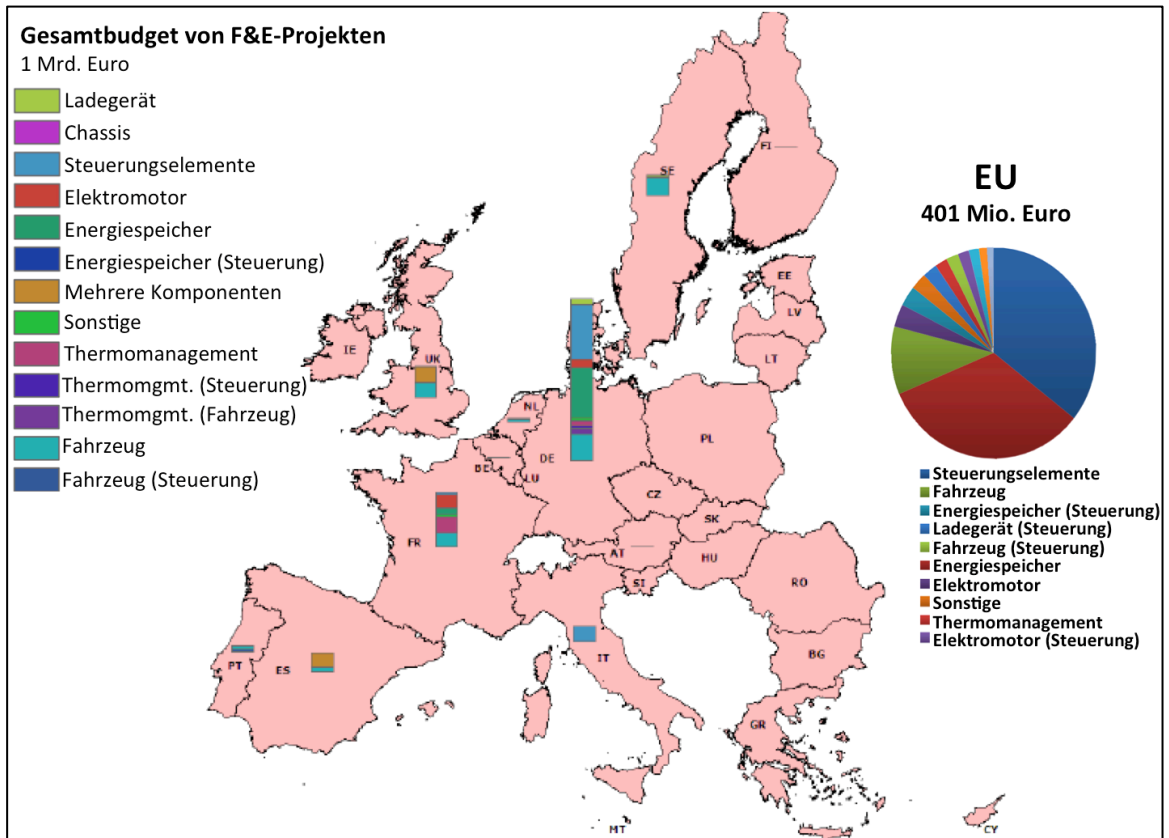 Gesamtbudget von F&E-Projekten
1 Mrd. Euro
Ladegerät
Chassis
Steuerungselemente
Elektromotor
Energiespeicher
Energiespeicher (Steuerung)
Mehrere Komponenten
Sonstige
Thermomanagement
Thermomgmt. (Steuerung)
Thermomgmt. (Fahrzeug)
Fahrzeug
Fahrzeug (Steuerung)
FI
SE
EE
LV
LT
IE
UK
NL
PL
DE
BE
LU
CZ
SK
FR
AT
HU
SI
RO
IT
BG
PT
ES
GR
MT
CY
EU
401 Mio. Euro
Steuerungselemente
Fahrzeug
Energiespeicher (Steuerung)
Ladegerät (Steuerung)
Fahrzeug (Steuerung)
Energiespeicher
Elektromotor
Sonstige
Thermomanagement
Elektromotor (Steuerung)